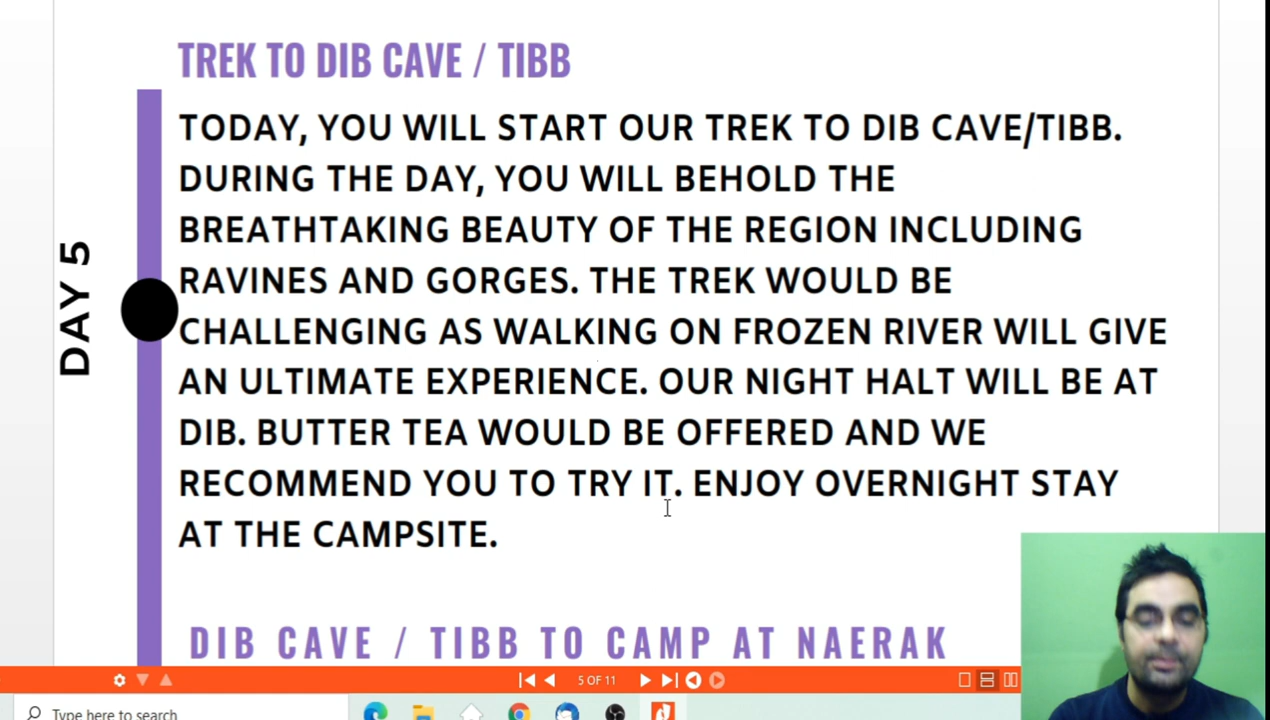 TREK TO DIB CAVE / TIBB
DAY 5
TODAY, YOU WILL START OUR TREK TO DIB CAVE/TIBB.
DURING THE DAY, YOU WILL BEHOLD THE
BREATHTAKING BEAUTY OF THE REGION INCLUDING
RAVINES AND GORGES. THE TREK WOULD BE
CHALLENGING AS WALKING ON FROZEN RIVER WILL GIVE
AN ULTIMATE EXPERIENCE. OUR NIGHT HALT WILL BE AT
DIB. BUTTER TEA WOULD BE OFFERED AND WE
RECOMMEND YOU TO TRY IT. ENJOY OVERNIGHT STAY
AT THE CAMPSITE.
DIB CAVE / TIBB TO CAMP AT NAERAK
5 OF 11
Type here to search